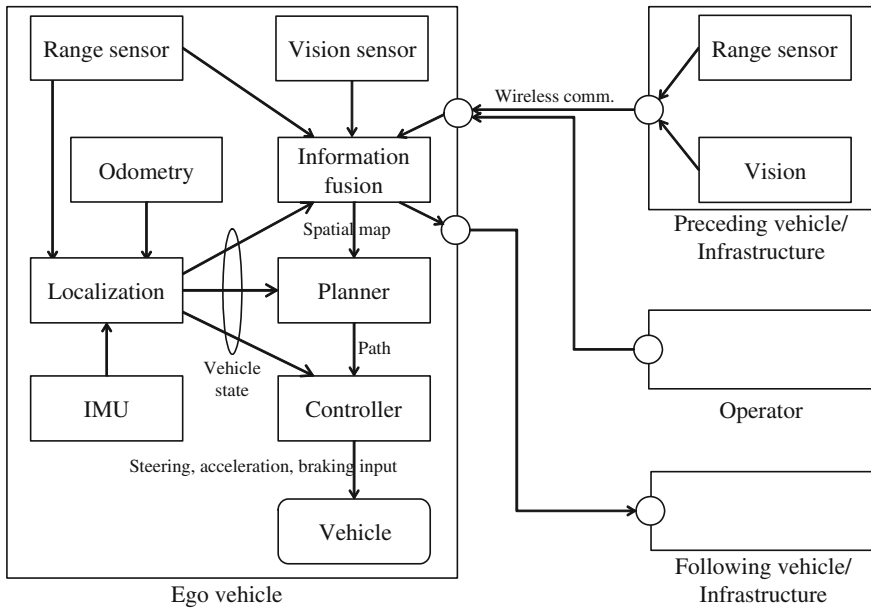 Range sensor
Vision sensor
Range sensor
Wireless comm.
Information
fusion
Odometry
Vision
Spatial map
Preceding vehicle/
Infrastructure
Localization
Planner
Path
Vehicle
state
IMU
Controller
Operator
Steering, acceleration, braking input
Vehicle
Ego vehicle
Following vehicle/
Infrastructure